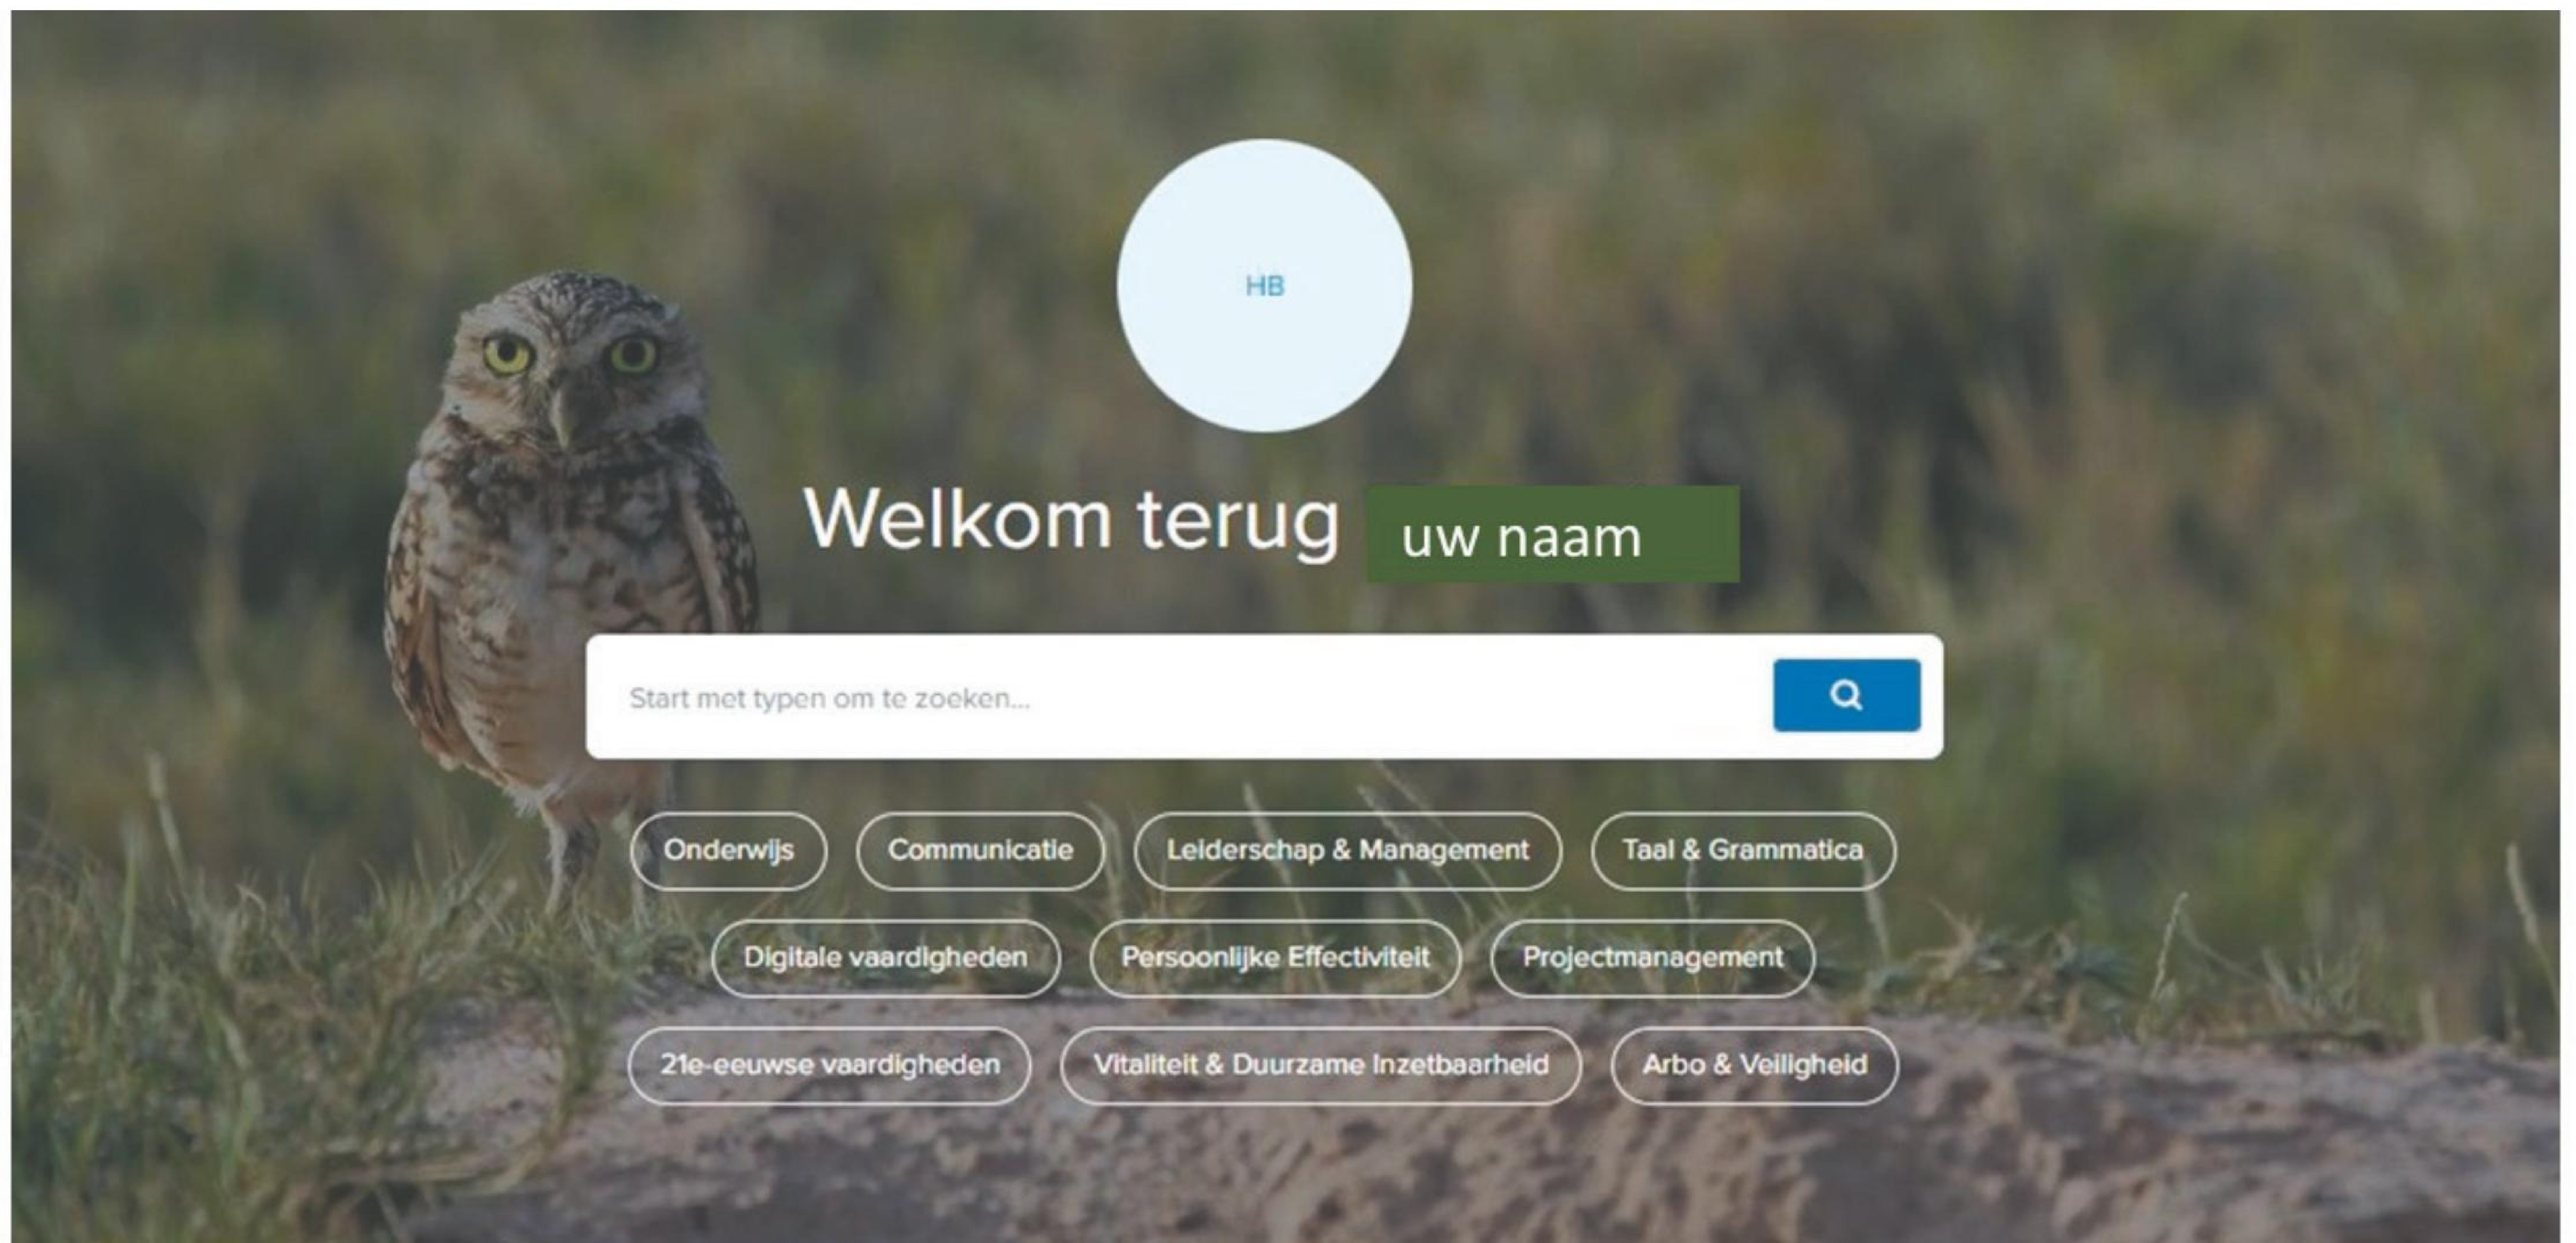 HB
Welkom terug uw naam
Start met typen om te zoeken...
Onderwijs Communicatie Leiderschap & Management Taal & Grammatica
Digitale vaardigheden Persoonlijke Effectiviteit Projectmanagement
21e-eeuwse vaardigheden Vitaliteit & Duurzame Inzetbaarheid Arbo & Veiligheid